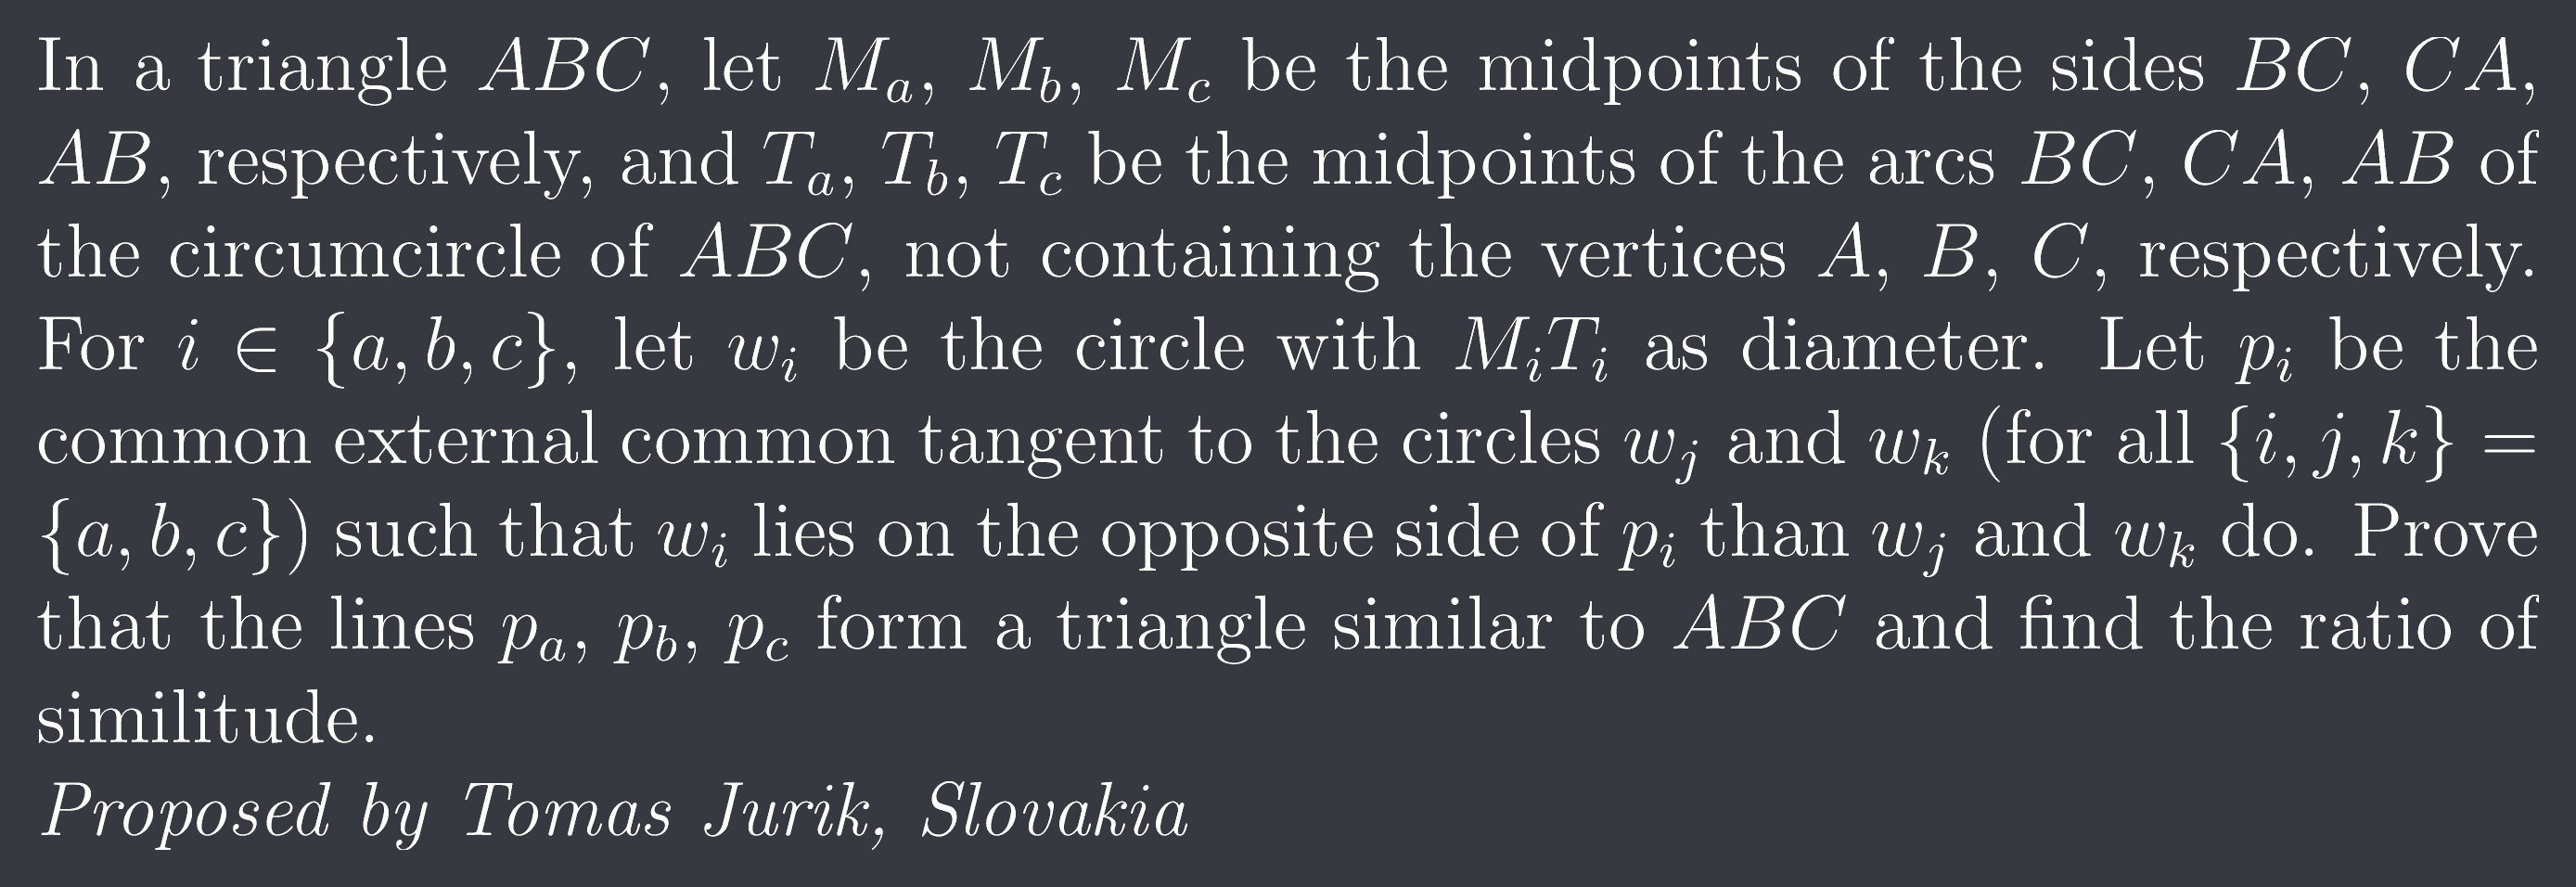 In a triangle ABC, let M_a, M_b, M_c be the midpoints of the sides BC, CA,
AB, respectively, and T_a, T_b, T_c be the midpoints of the arcs BC, CA, AB of
the circumcircle of ABC, not containing the vertices A, B, C, respectively.
For i ∈ {a, b, c}, let w_i be the circle with M_iT_i as diameter. Let p_i be the
common external common tangent to the circles w_j and w_k (for all {i, j, k} =
{a, b, c}) such that w_i lies on the opposite side of p_i than w_j and w_k do. Prove
that the lines p_a, p_b, p_c form a triangle similar to ABC and find the ratio of
similitude.
Proposed by Tomas Jurik, Slovakia